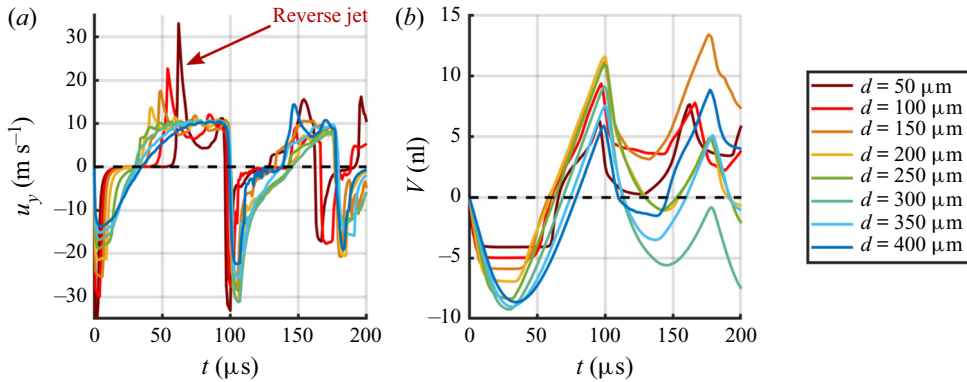 (a)
Reverse jet
30
20
10
0
−10
−20
−30
u_y (m s⁻¹)
0
50
100
150
200
t (μs)
(b)
15
10
5
0
−5
−10
V (nl)
0
50
100
150
200
t (μs)
d = 50 μm
d = 100 μm
d = 150 μm
d = 200 μm
d = 250 μm
d = 300 μm
d = 350 μm
d = 400 μm